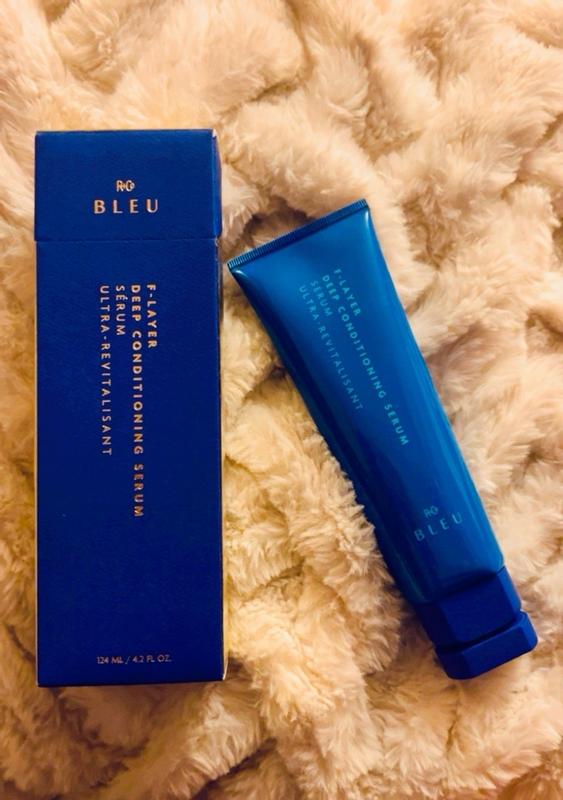 R+Co
BLEU
F-LAYER
DEEP CONDITIONING SERUM
SÉRUM
ULTRA-REVITALISANT
124 ML / 4.2 FL OZ.
F-LAYER
DEEP CONDITIONING SERUM
SÉRUM
ULTRA-REVITALISANT
R+Co
BLEU